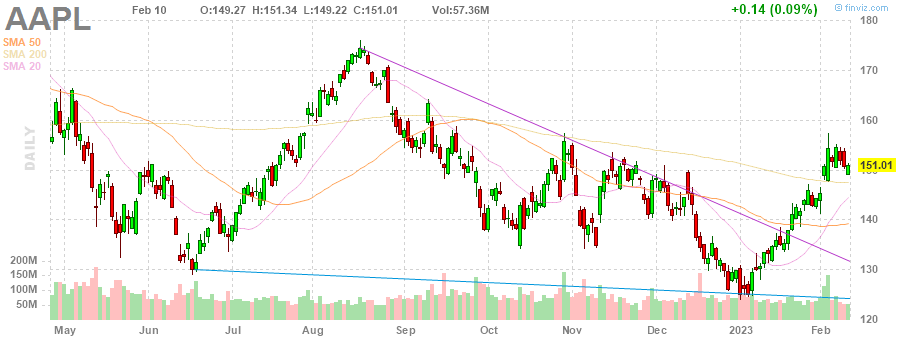 AAPL
Feb 10 O:149.27 H:151.34 L:149.22 C:151.01 Vol:57.36M +0.14 (0.09%)
© finviz.com
SMA 50
SMA 200
SMA 20
DAILY
180
170
160
151.01
150
140
130
120
200M
150M
100M
50M
May Jun Jul Aug Sep Oct Nov Dec 2023 Feb